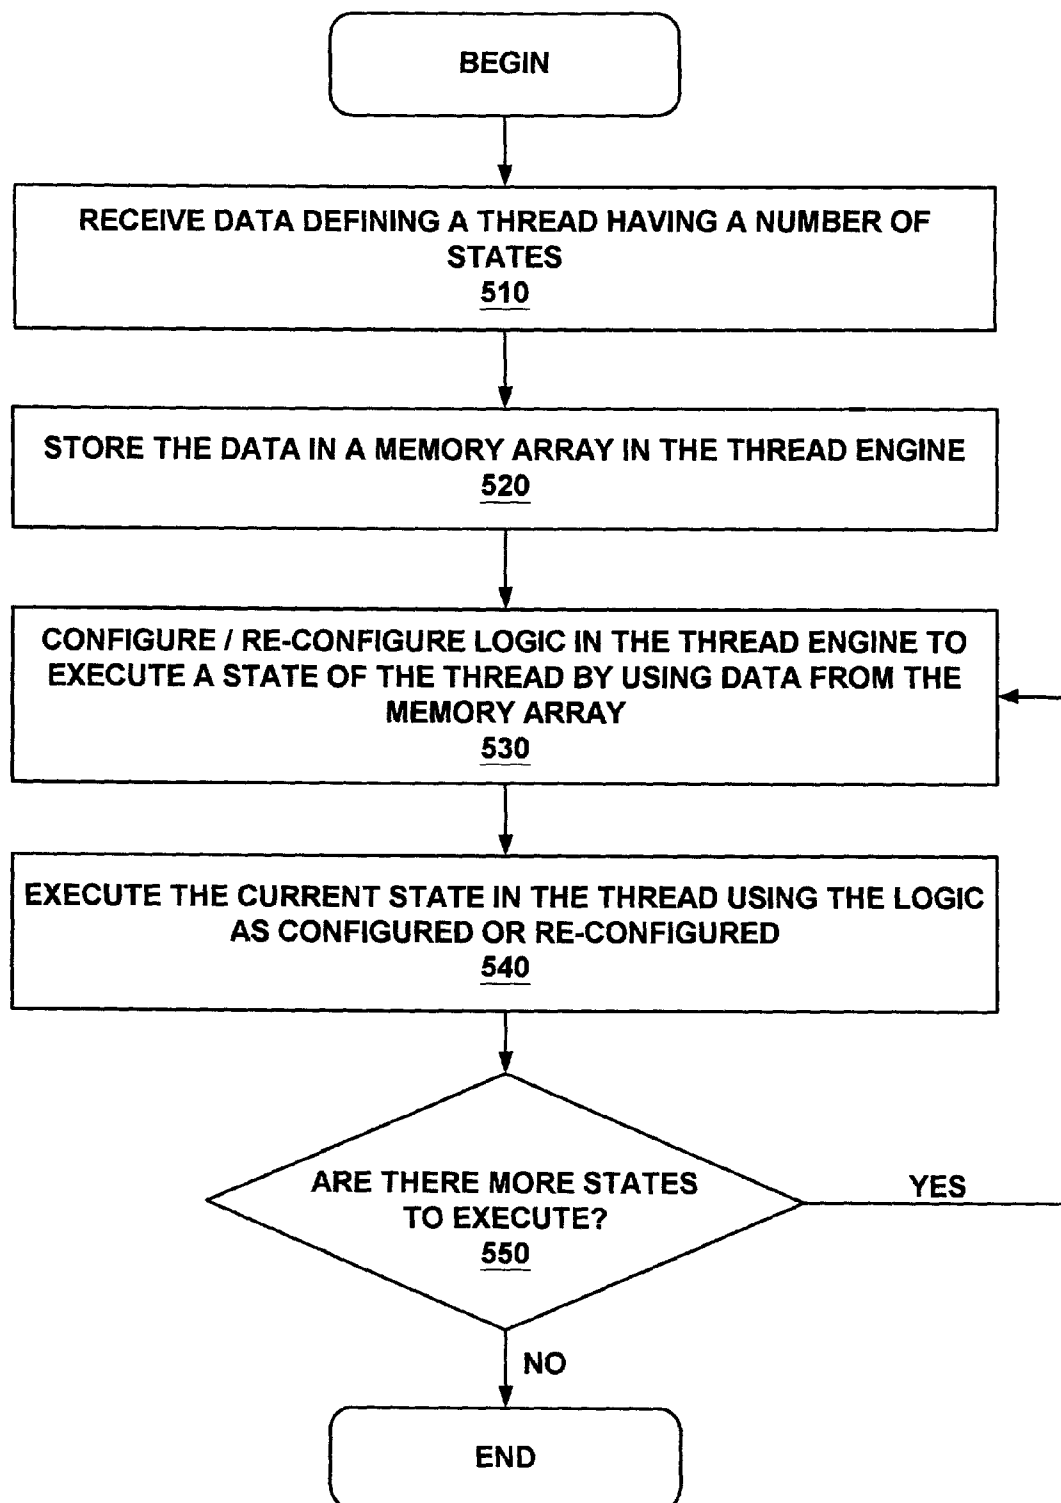 BEGIN
RECEIVE DATA DEFINING A THREAD HAVING A NUMBER OF
STATES
510
STORE THE DATA IN A MEMORY ARRAY IN THE THREAD ENGINE
520
CONFIGURE / RE-CONFIGURE LOGIC IN THE THREAD ENGINE TO
EXECUTE A STATE OF THE THREAD BY USING DATA FROM THE
MEMORY ARRAY
530
EXECUTE THE CURRENT STATE IN THE THREAD USING THE LOGIC
AS CONFIGURED OR RE-CONFIGURED
540
ARE THERE MORE STATES
TO EXECUTE?
550
YES
NO
END